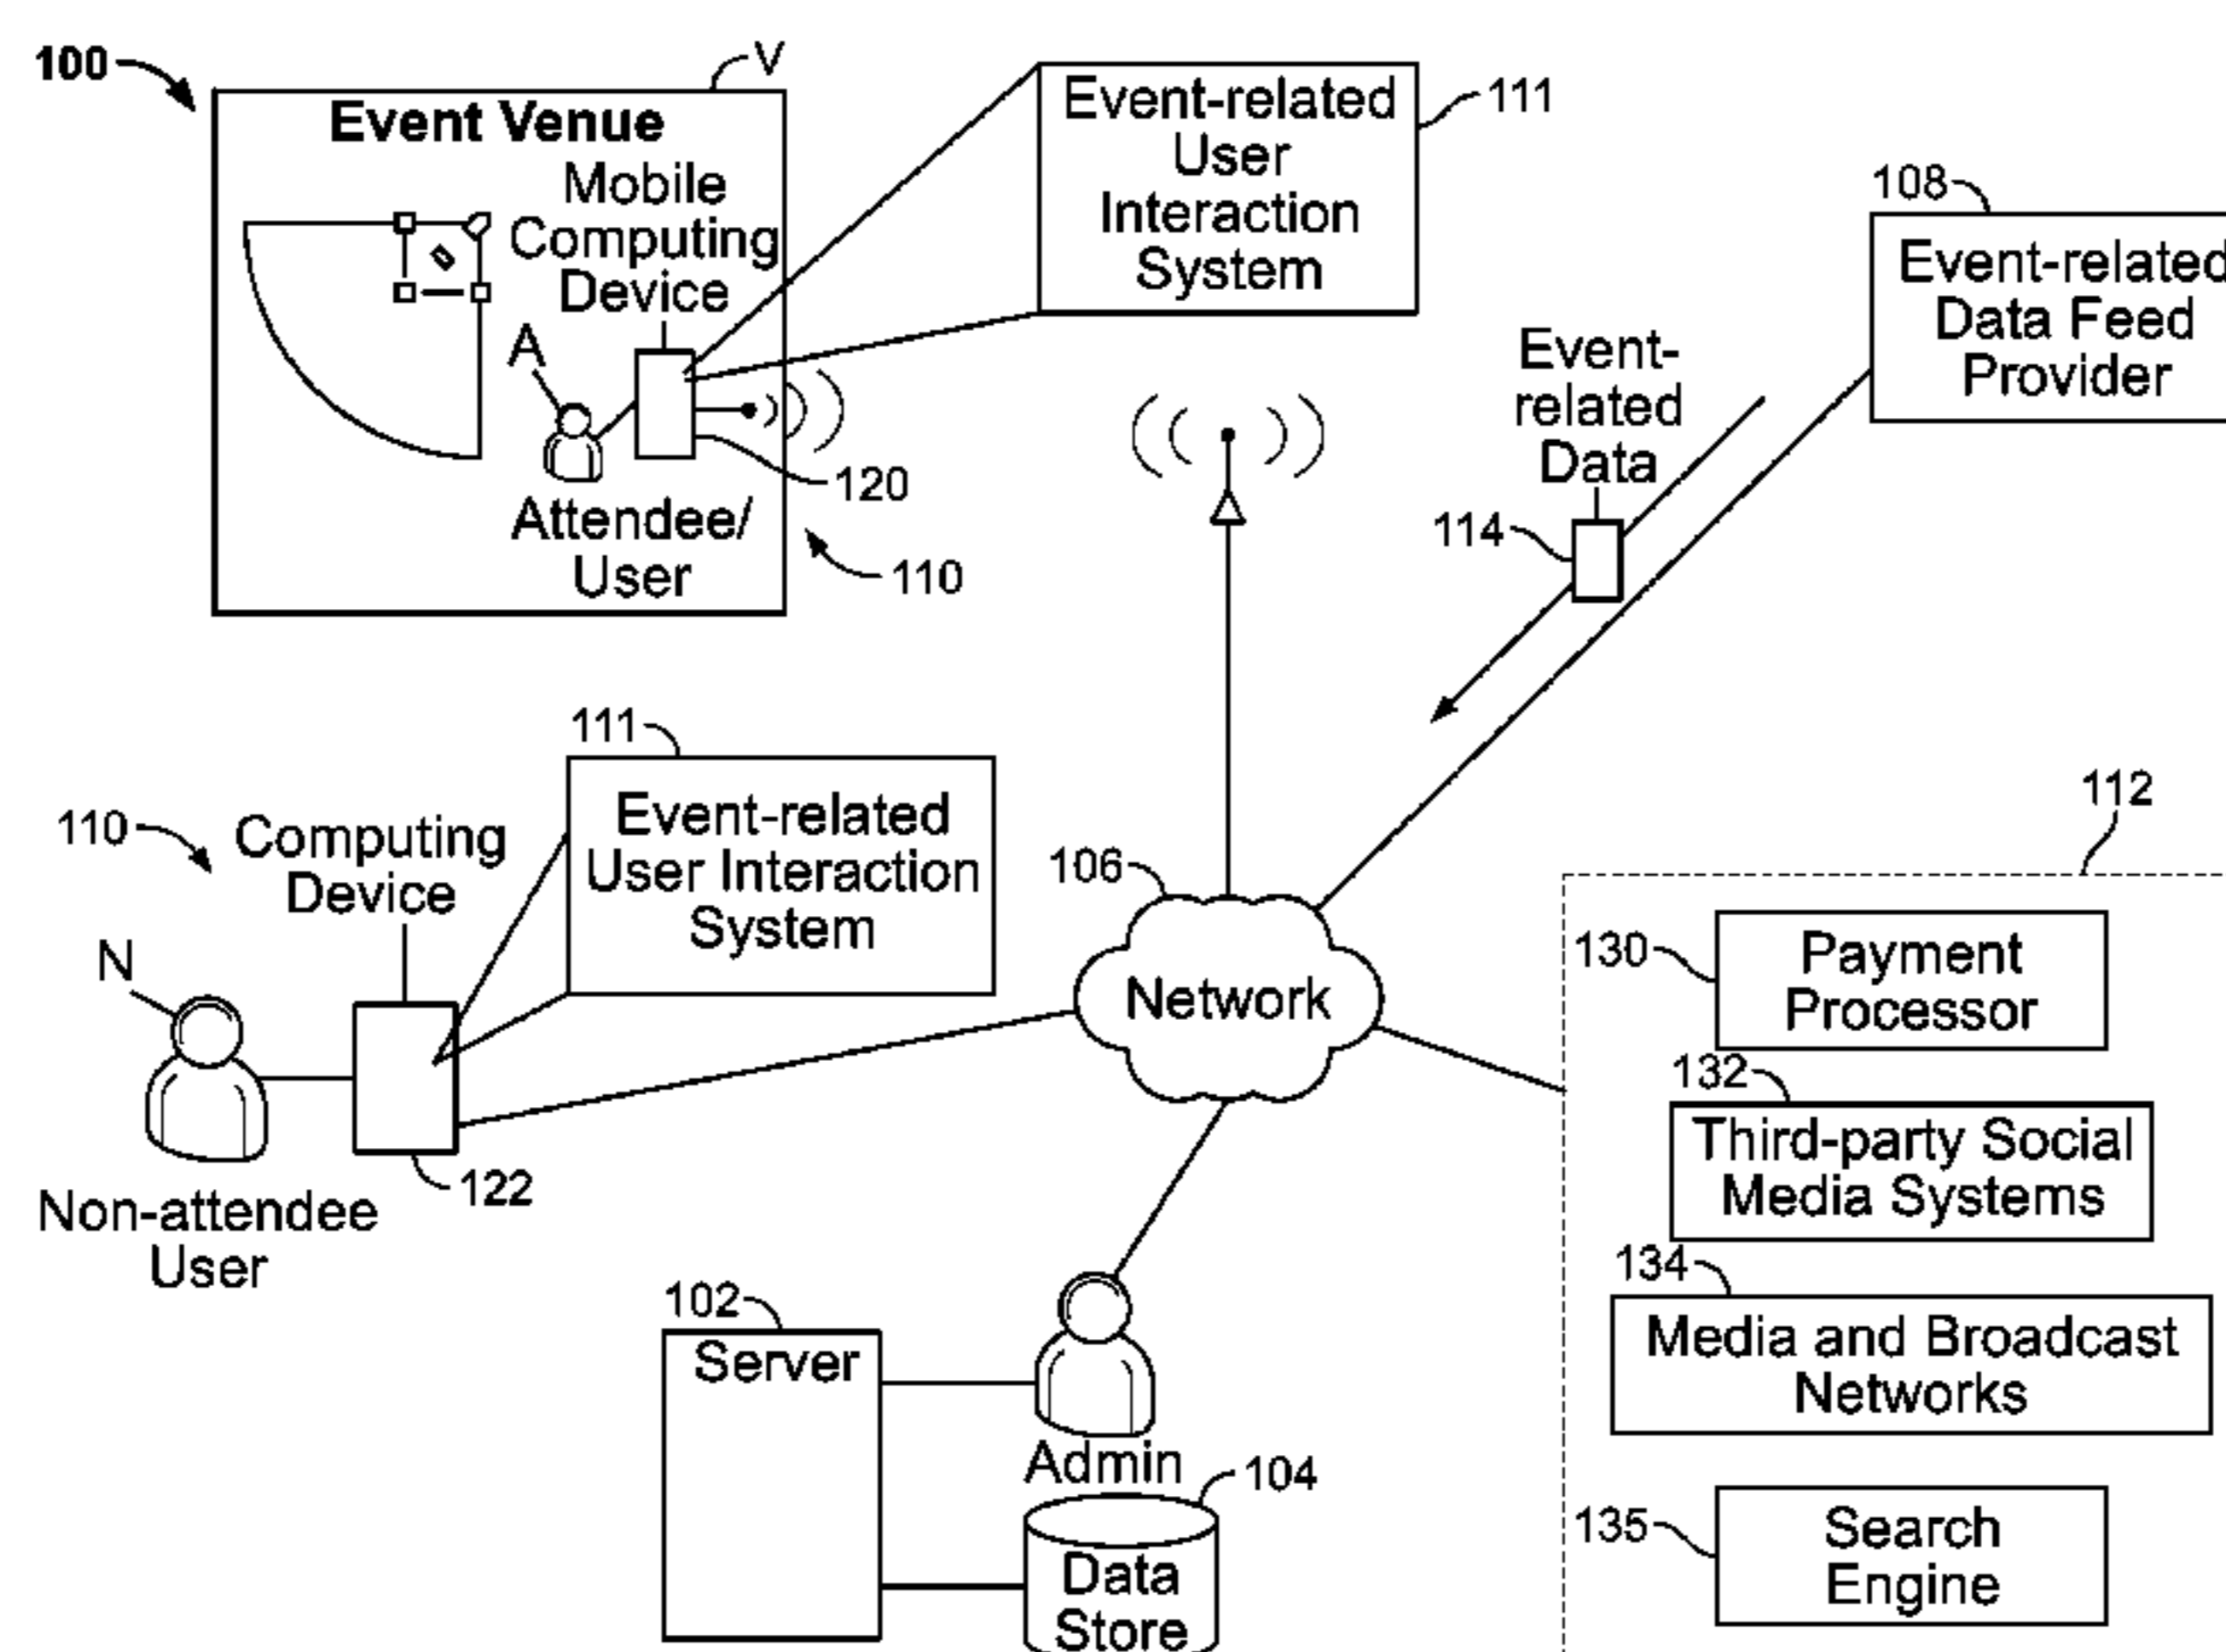 100
V
Event Venue
Mobile
Computing
Device
A
120
Attendee/
User
110
Event-related
User
Interaction
System
111
108
Event-related
Data Feed
Provider
Event-
related
Data
114
111
Event-related
User Interaction
System
110
Computing
Device
N
122
Non-attendee
User
106
Network
112
130
Payment
Processor
132
Third-party Social
Media Systems
134
Media and Broadcast
Networks
135
Search
Engine
102
Server
Admin
104
Data
Store